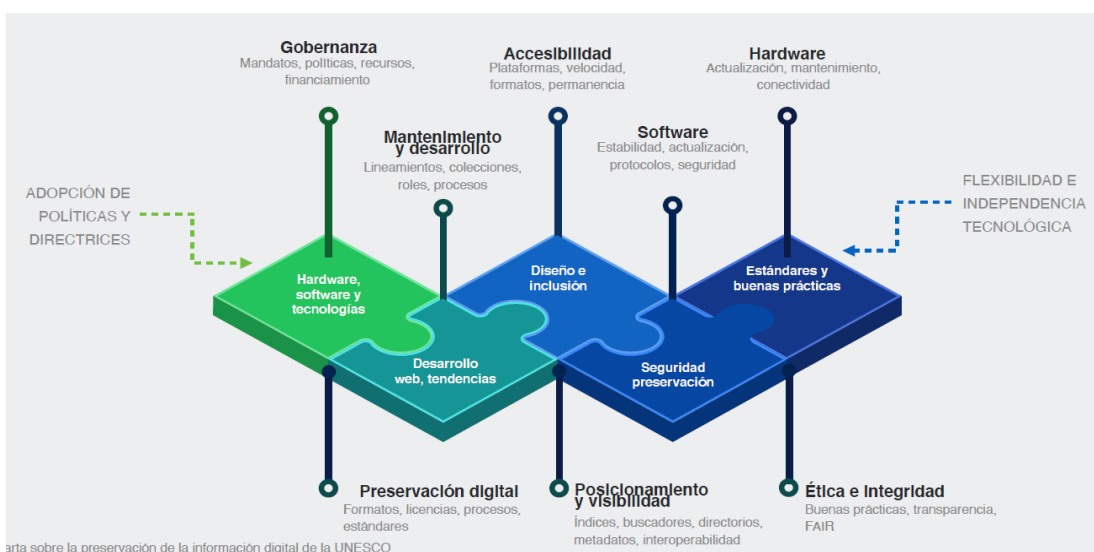 Gobernanza
Mandatos, políticas, recursos,
financiamiento
Accesibilidad
Plataformas, velocidad,
formatos, permanencia
Hardware
Actualización, mantenimiento,
conectividad
Mantenimiento
y desarrollo
Lineamientos, colecciones,
roles, procesos
Software
Estabilidad, actualización,
protocolos, seguridad
ADOPCIÓN DE
POLÍTICAS Y
DIRECTRICES
FLEXIBILIDAD E
INDEPENDENCIA
TECNOLÓGICA
Hardware,
software y
tecnologías
Diseño e
inclusión
Estándares y
buenas prácticas
Desarrollo
web, tendencias
Seguridad
preservación
Preservación digital
Formatos, licencias, procesos,
estándares
Posicionamiento
y visibilidad
Índices, buscadores, directorios,
metadatos, interoperabilidad
Ética e integridad
Buenas prácticas, transparencia,
FAIR
arta sobre la preservación de la información digital de la UNESCO